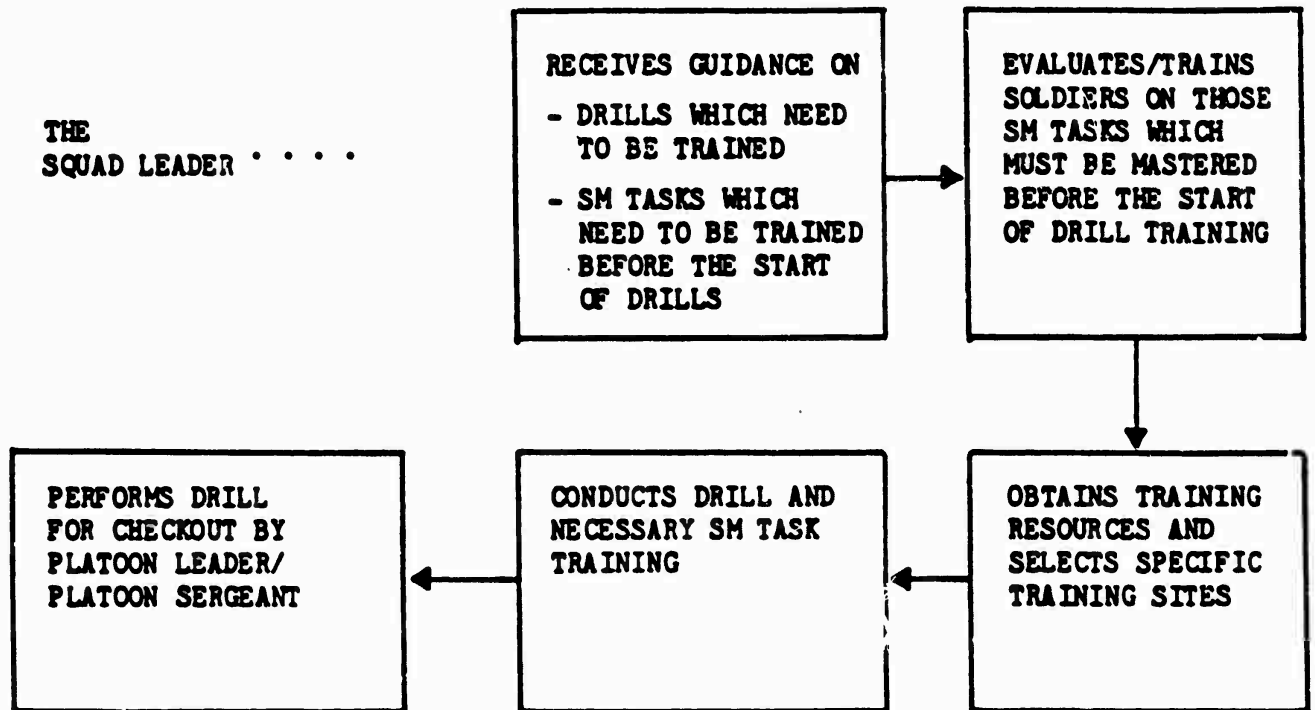 THE
SQUAD LEADER . . . .
RECEIVES GUIDANCE ON
- DRILLS WHICH NEED
TO BE TRAINED
- SM TASKS WHICH
NEED TO BE TRAINED
BEFORE THE START
OF DRILLS
EVALUATES/TRAINS
SOLDIERS ON THOSE
SM TASKS WHICH
MUST BE MASTERED
BEFORE THE START
OF DRILL TRAINING
OBTAINS TRAINING
RESOURCES AND
SELECTS SPECIFIC
TRAINING SITES
CONDUCTS DRILL AND
NECESSARY SM TASK
TRAINING
PERFORMS DRILL
FOR CHECKOUT BY
PLATOON LEADER/
PLATOON SERGEANT